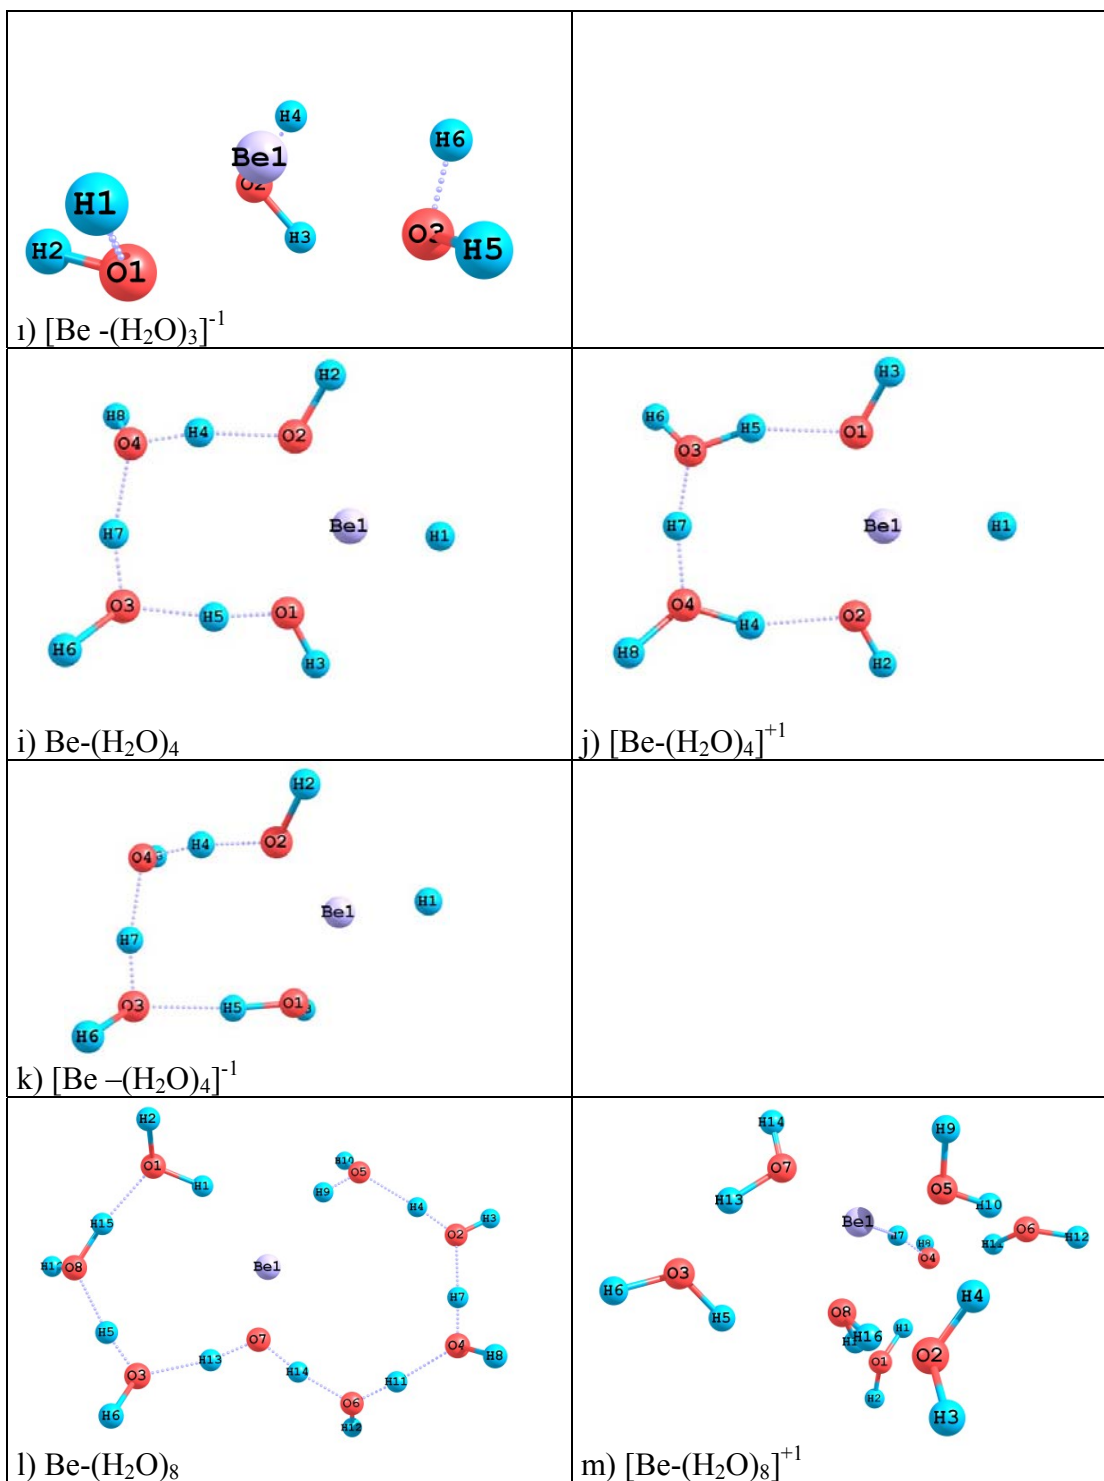 H4
H6
Be1
O2
H1
O3
H3
H2
H5
O1
ı) [Be -(H₂O)₃]⁻¹
H2
H8
O4
H4
O2
H7
Be1
H1
O3
H5
O1
H6
H3
i) Be-(H₂O)₄
H3
H6
H5
O1
O3
H7
Be1
H1
O4
H4
O2
H8
H2
j) [Be-(H₂O)₄]⁺¹
H2
O4
H4
O2
H1
Be1
H7
O3
H5
O1
H6
k) [Be –(H₂O)₄]⁻¹
H2
O1
H10
O5
H1
H9
H4
H3
H15
O2
O8
Be1
H7
H5
O7
O4
H13
H8
O3
H14
H11
H6
O6
H12
l) Be-(H₂O)₈
H14
H9
O7
H13
O5
H10
Be1
O6
H12
H11
O4
O3
H6
H4
H5
O8
H1
H16
O1
O2
H2
H3
m) [Be-(H₂O)₈]⁺¹